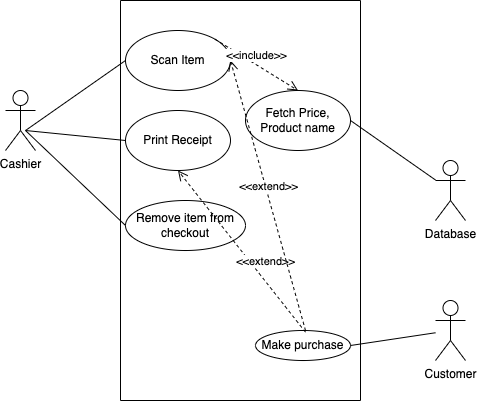 Scan Item
<<include>>
Fetch Price,
Product name
Print Receipt
Cashier
<<extend>>
Remove item from
checkout
Database
<<extend>>
Make purchase
Customer